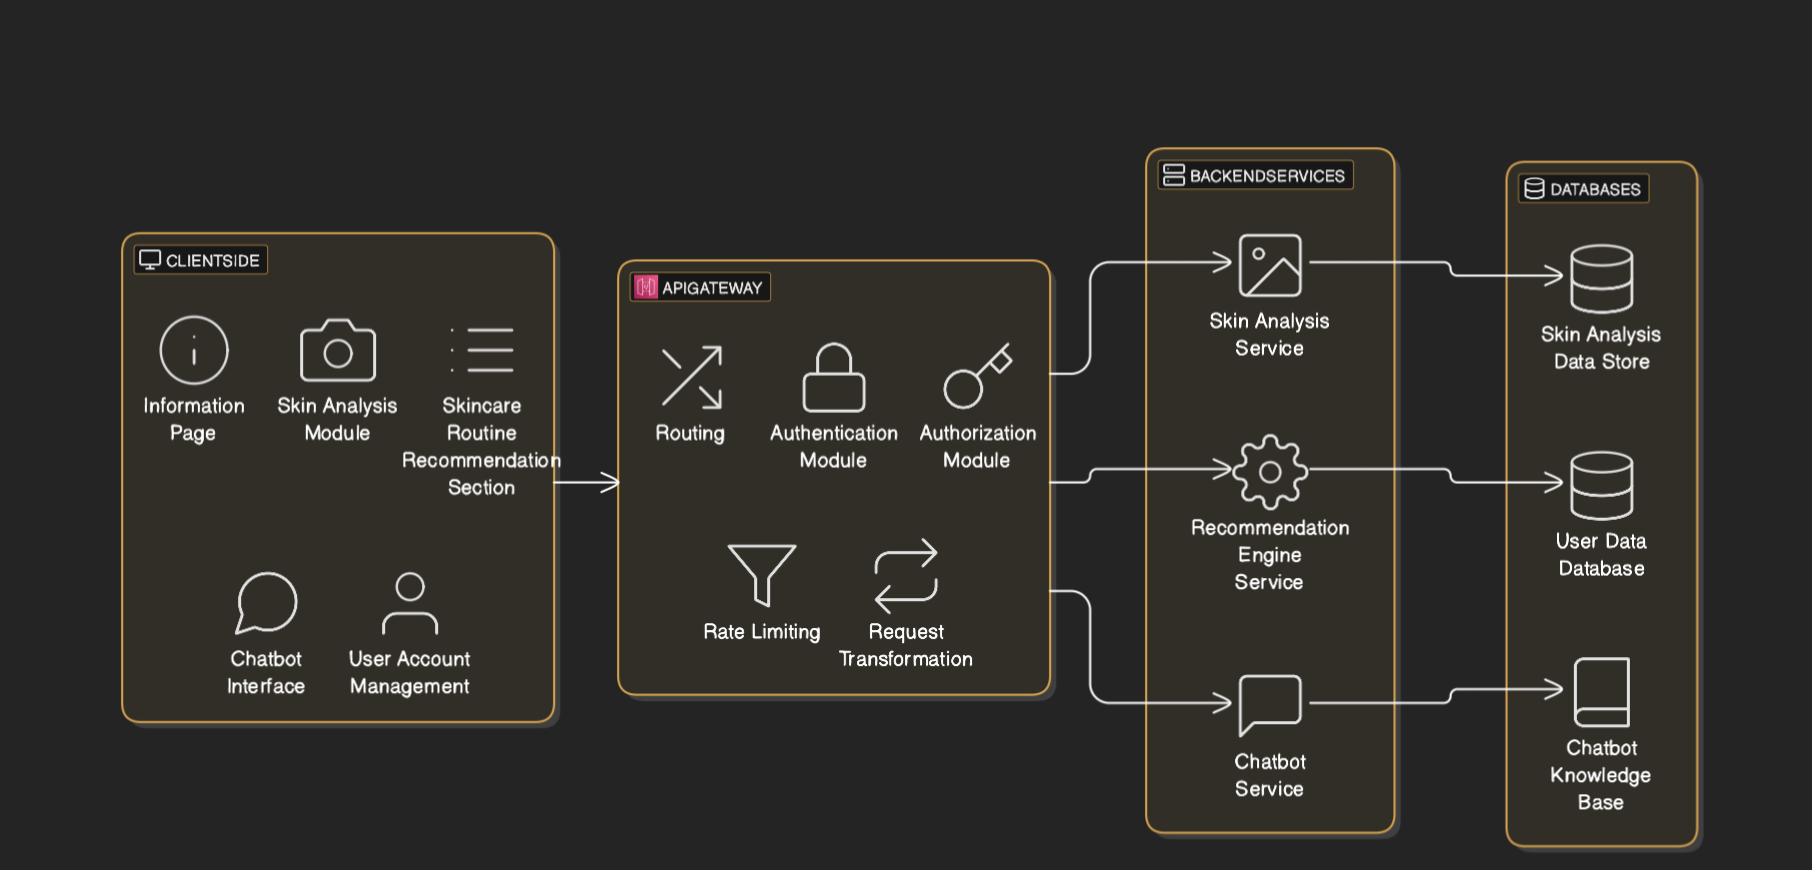 CLIENTSIDE
Information
Page
Skin Analysis
Module
Skincare
Routine
Recommendation
Section
Chatbot
Interface
User Account
Management
APIGATEWAY
Routing
Authentication
Module
Authorization
Module
Rate Limiting
Request
Transformation
BACKENDSERVICES
Skin Analysis
Service
Recommendation
Engine
Service
Chatbot
Service
DATABASES
Skin Analysis
Data Store
User Data
Database
Chatbot
Knowledge
Base